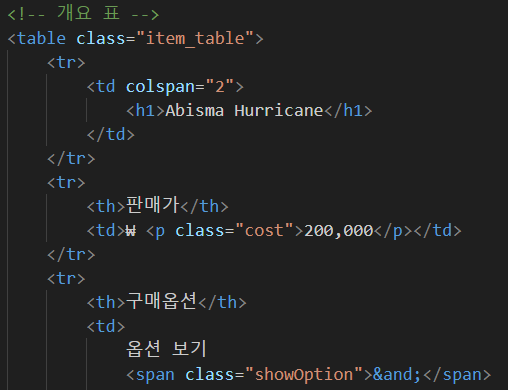 <!-- 개요 표 -->
<table class="item_table">
<tr>
<td colspan="2">
<h1>Abisma Hurricane</h1>
</td>
</tr>
<tr>
<th>판매가</th>
<td>₩ <p class="cost">200,000</p></td>
</tr>
<tr>
<th>구매옵션</th>
<td>
옵션 보기
<span class="showOption">&and;</span>